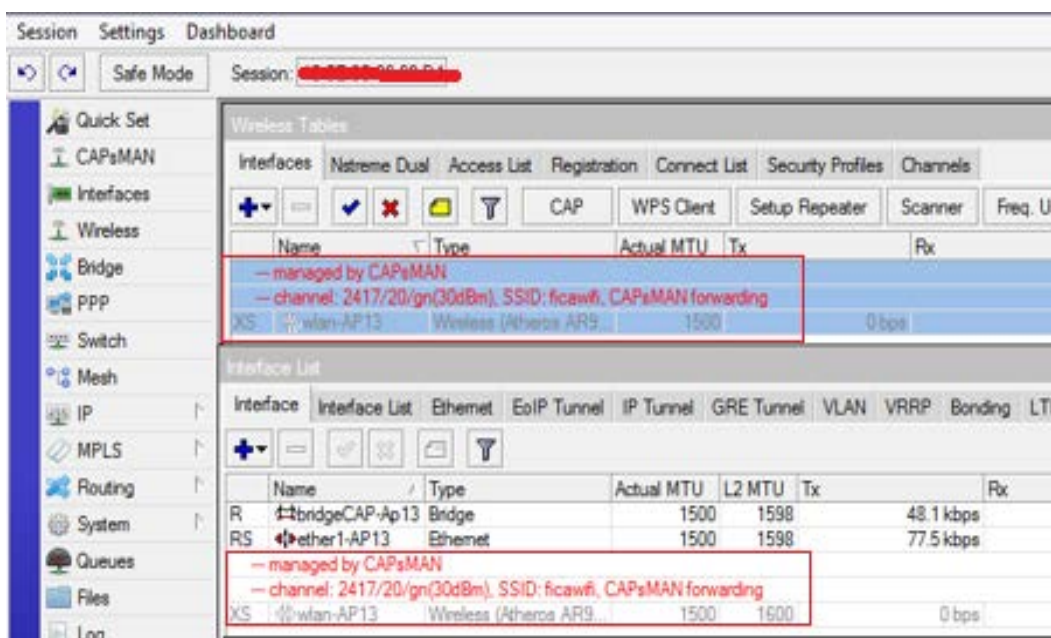 Session Settings Dashboard
Safe Mode Session:
Quick Set
CAPsMAN
Interfaces
Wireless
Bridge
PPP
Switch
Mesh
IP
MPLS
Routing
System
Queues
Files
Log
Wireless Tables
Interfaces Nstreme Dual Access List Registration Connect List Security Profiles Channels
CAP WPS Client Setup Repeater Scanner Freq. U
Name Type Actual MTU Tx Rx
--- managed by CAPsMAN
--- channel: 2417/20/gn(30dBm), SSID: ficawifi, CAPsMAN forwarding
XS wlan-AP13 Wireless (Atheros AR9... 1500 0 bps
Interface List
Interface Interface List Ethernet EoIP Tunnel IP Tunnel GRE Tunnel VLAN VRRP Bonding LT
Name Type Actual MTU L2 MTU Tx Rx
R bridgeCAP-Ap13 Bridge 1500 1598 48.1 kbps
RS ether1-AP13 Ethernet 1500 1598 77.5 kbps
--- managed by CAPsMAN
--- channel: 2417/20/gn(30dBm), SSID: ficawifi, CAPsMAN forwarding
XS wlan-AP13 Wireless (Atheros AR9... 1500 1600 0 bps